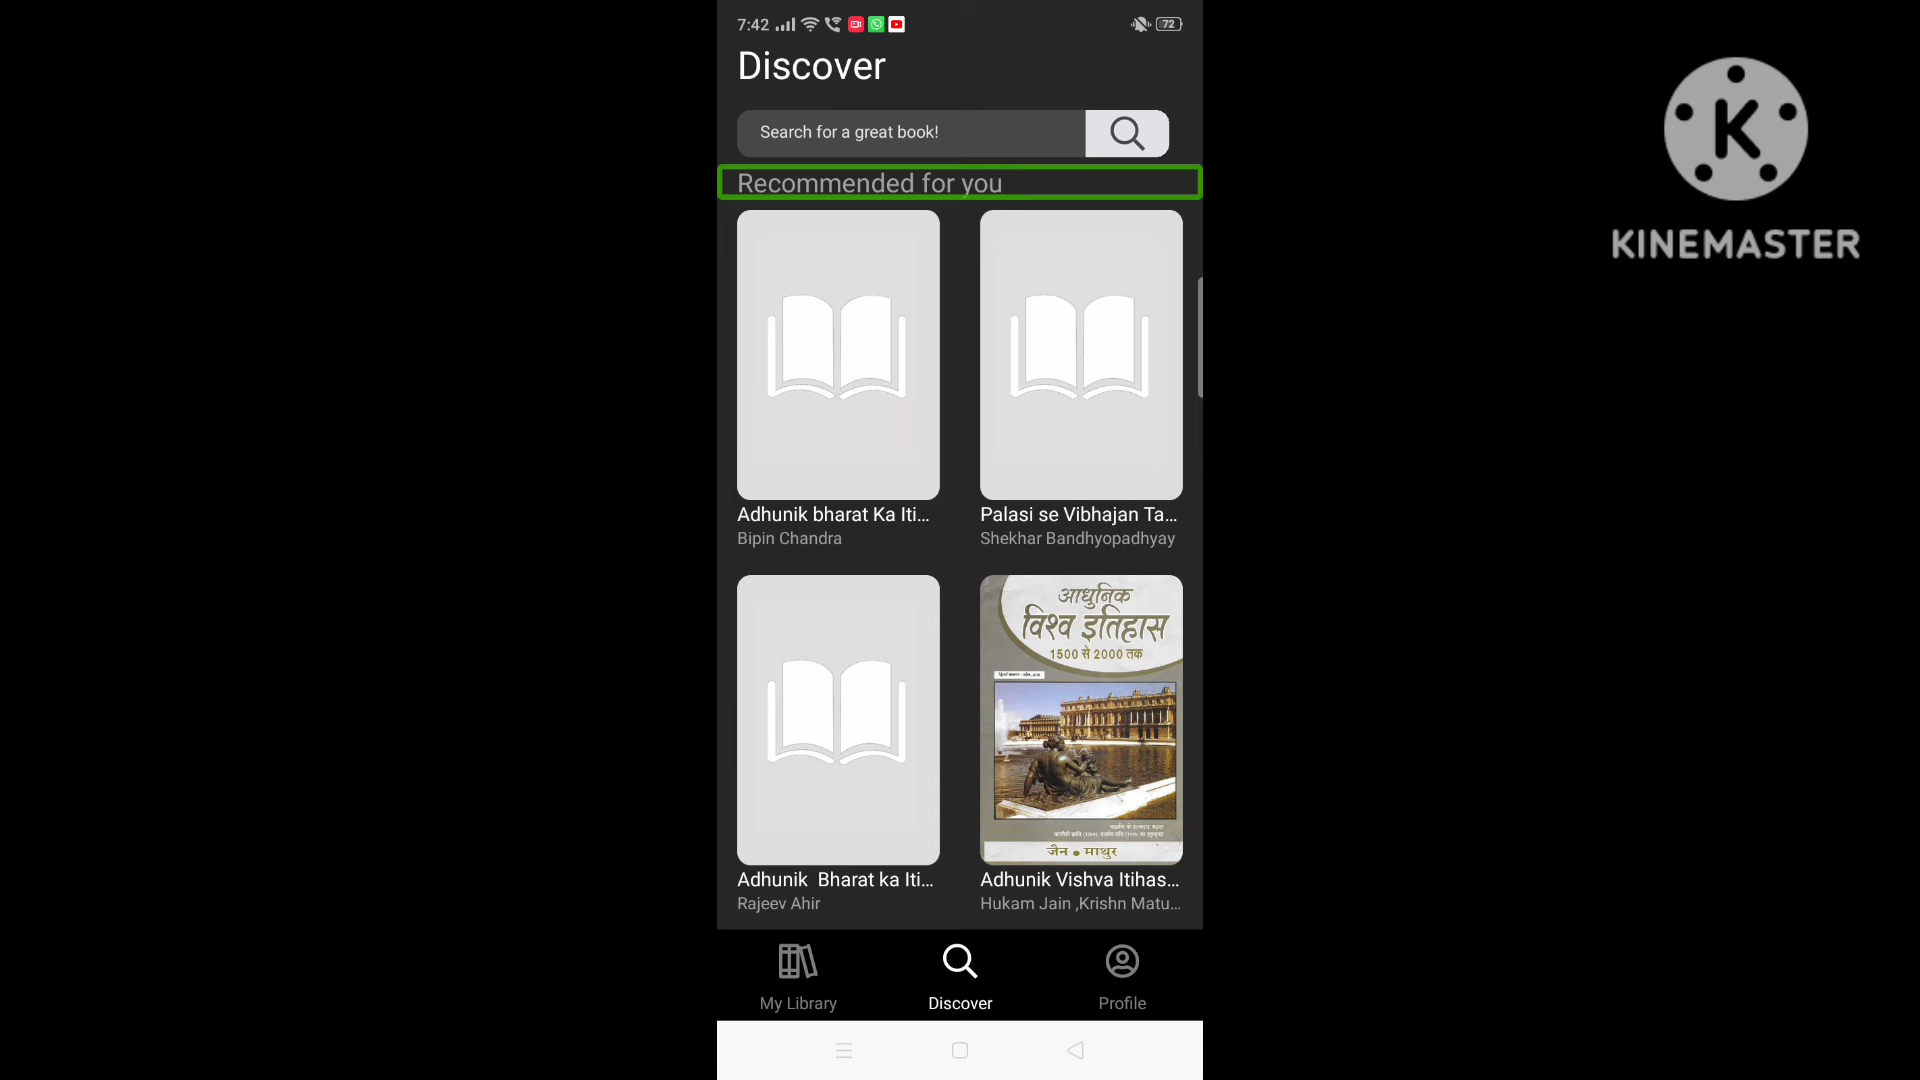 7:42
72
Discover
Search for a great book!
Recommended for you
Adhunik bharat Ka Iti...
Bipin Chandra
Palasi se Vibhajan Ta...
Shekhar Bandhyopadhyay
आधुनिक
विश्व इतिहास
1500 से 2000 तक
जैन • माथुर
Adhunik  Bharat ka Iti...
Rajeev Ahir
Adhunik Vishva Itihas...
Hukam Jain ,Krishn Matu...
My Library
Discover
Profile
K
KINEMASTER